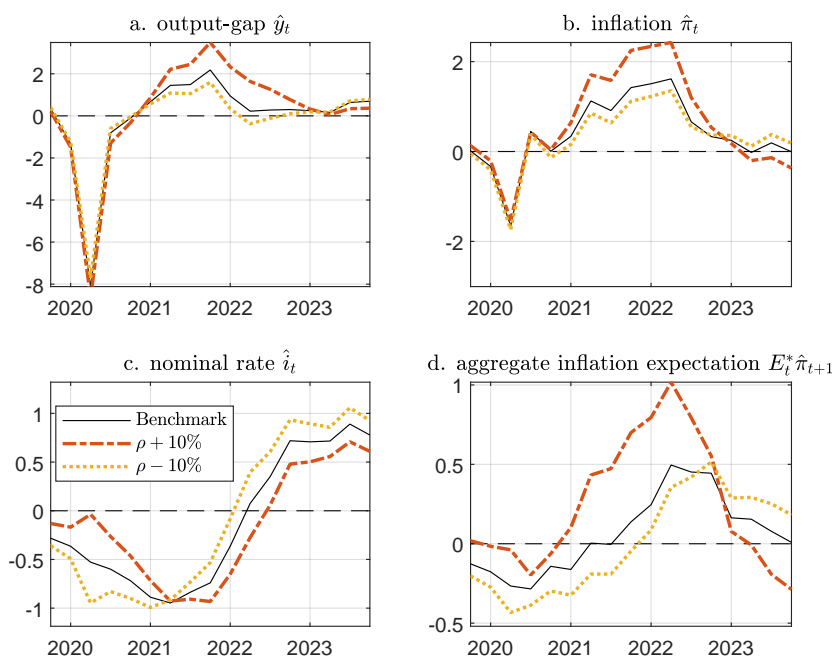 a. output-gap ŷ_t
b. inflation π̂_t
2
0
-2
-4
-6
-8
2020 2021 2022 2023
2
0
-2
2020 2021 2022 2023
c. nominal rate î_t
d. aggregate inflation expectation E*_t π̂_{t+1}
1
0.5
0
-0.5
-1
Benchmark
ρ + 10%
ρ − 10%
2020 2021 2022 2023
1
0.5
0
-0.5
2020 2021 2022 2023